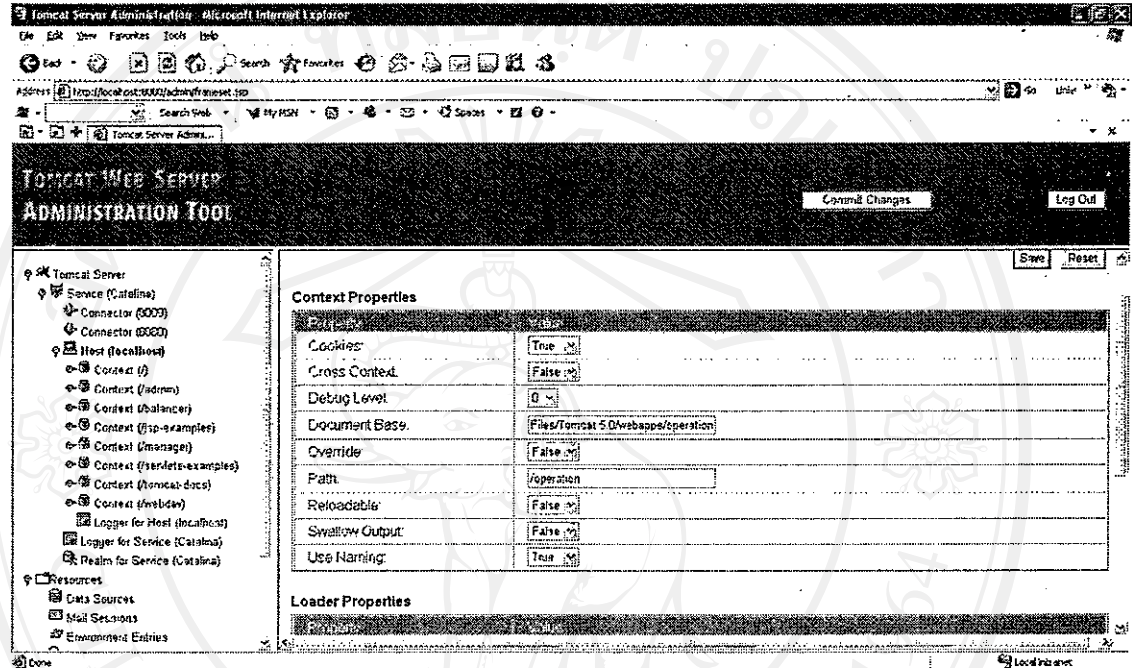 Tomcat Server Administration - Microsoft Internet Explorer
File Edit View Favorites Tools Help
Back Search Favorites
Address http://localhost:8000/admin/frameset.jsp Go
Search Web My MSN Spaces
Tomcat Server Admini...
TOMCAT WEB SERVER
ADMINISTRATION TOOL
Commit Changes Log Out
Save Reset
Tomcat Server
Service (Catalina)
Connector
Connector
Host (localhost)
Context (/)
Context (/admin)
Context (/balancer)
Context (/jsp-examples)
Context (/manager)
Context (/servlets-examples)
Context (/tomcat-docs)
Context (/webdav)
Logger for Host (localhost)
Logger for Service (Catalina)
Realm for Service (Catalina)
Resources
Data Sources
Mail Sessions
Environment Entries
Context Properties
Property Value
Cookies: True
Cross Context: False
Debug Level: 0
Document Base: Files/Tomcat 5.0/webapps/operation
Override: False
Path: /operation
Reloadable: False
Swallow Output: False
Use Naming: True
Loader Properties
Property Value
Done Local intranet